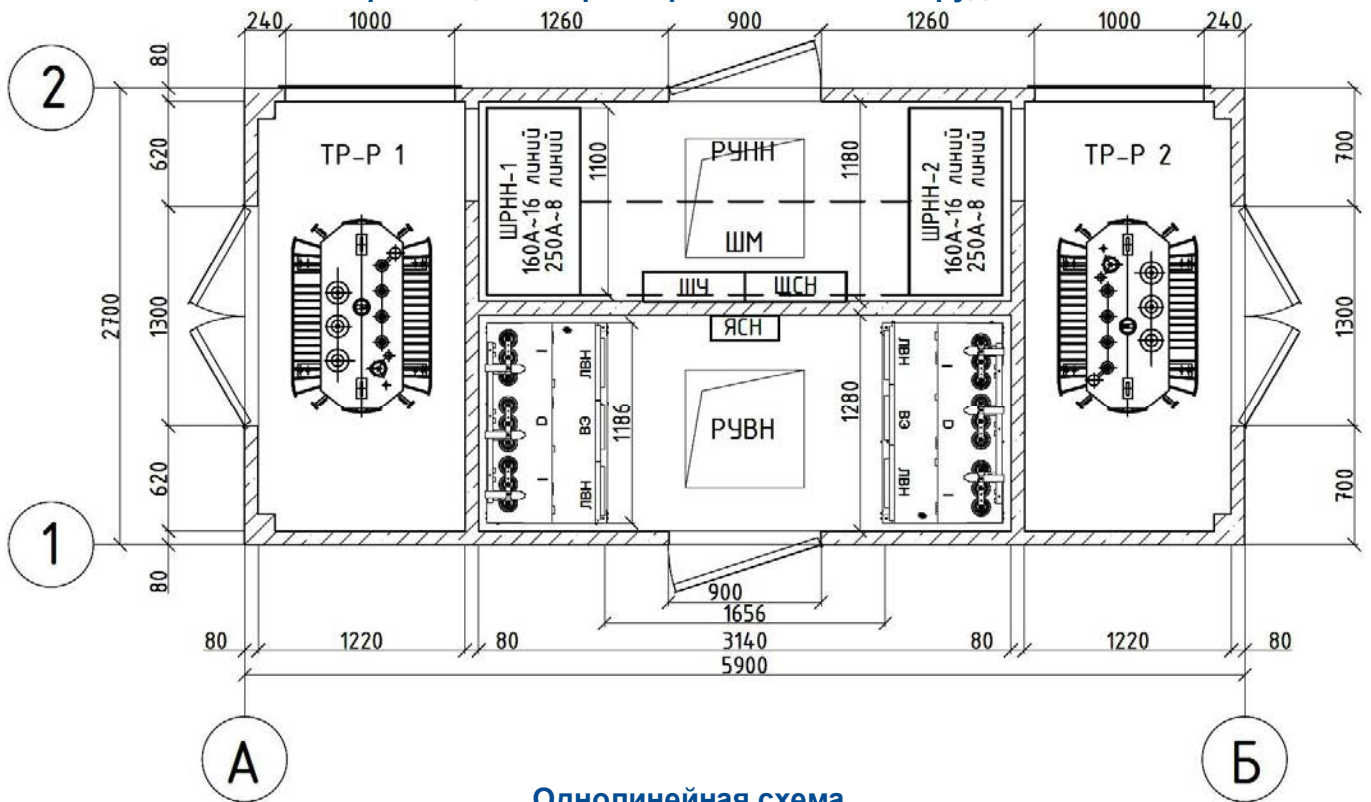 240 1000 1260 900 1260 1000 240
80
2
620
1300
2700
620
80
1
ТР-Р 1
ШРНН-1
160А~16 линий
250А~8 линий
1100
РУНН
ШМ
1180
ШРНН-2
160А~16 линий
250А~8 линий
ТР-Р 2
700
1300
700
ШУ ЩСН
ЯСН
I ЛВН
D ВЭ
I ЛВН
1186
РУВН
1280
ЛВН I
ВЭ D
ЛВН I
900
1656
80 1220 80 3140 80 1220 80
5900
А Б
Однолинейная схема